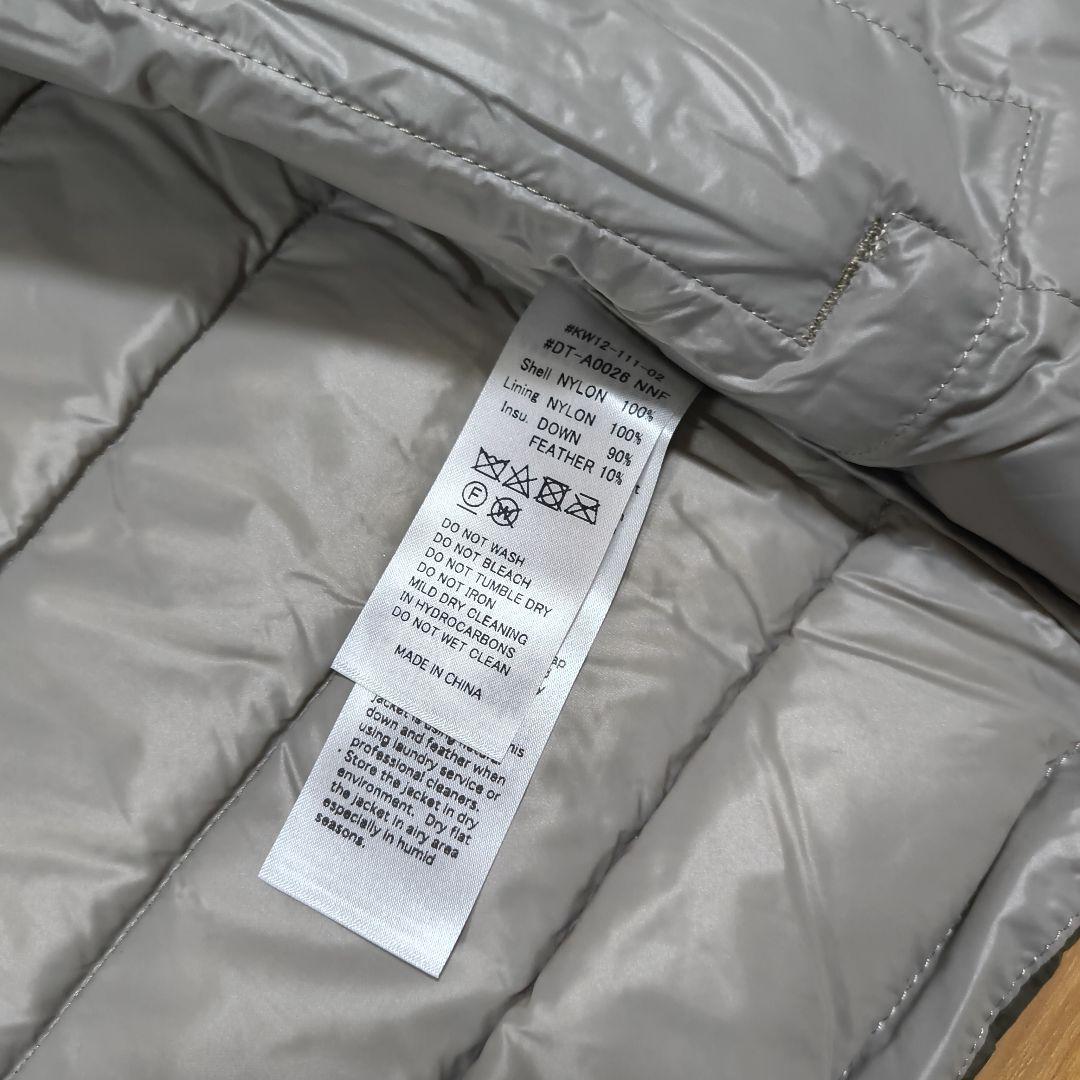 #KW12-111-02
#DT-A0026 NNF
Shell NYLON 100%
Lining NYLON 100%
Insu. DOWN 90%
FEATHER 10%
F
W
DO NOT WASH
DO NOT BLEACH
DO NOT TUMBLE DRY
DO NOT IRON
MILD DRY CLEANING
IN HYDROCARBONS
DO NOT WET CLEAN
MADE IN CHINA
jacket is using
down and feather when
using laundry service or
professional cleaners.
・Store the jacket in dry
environment. Dry flat
the jacket in airy area
especially in humid
seasons.